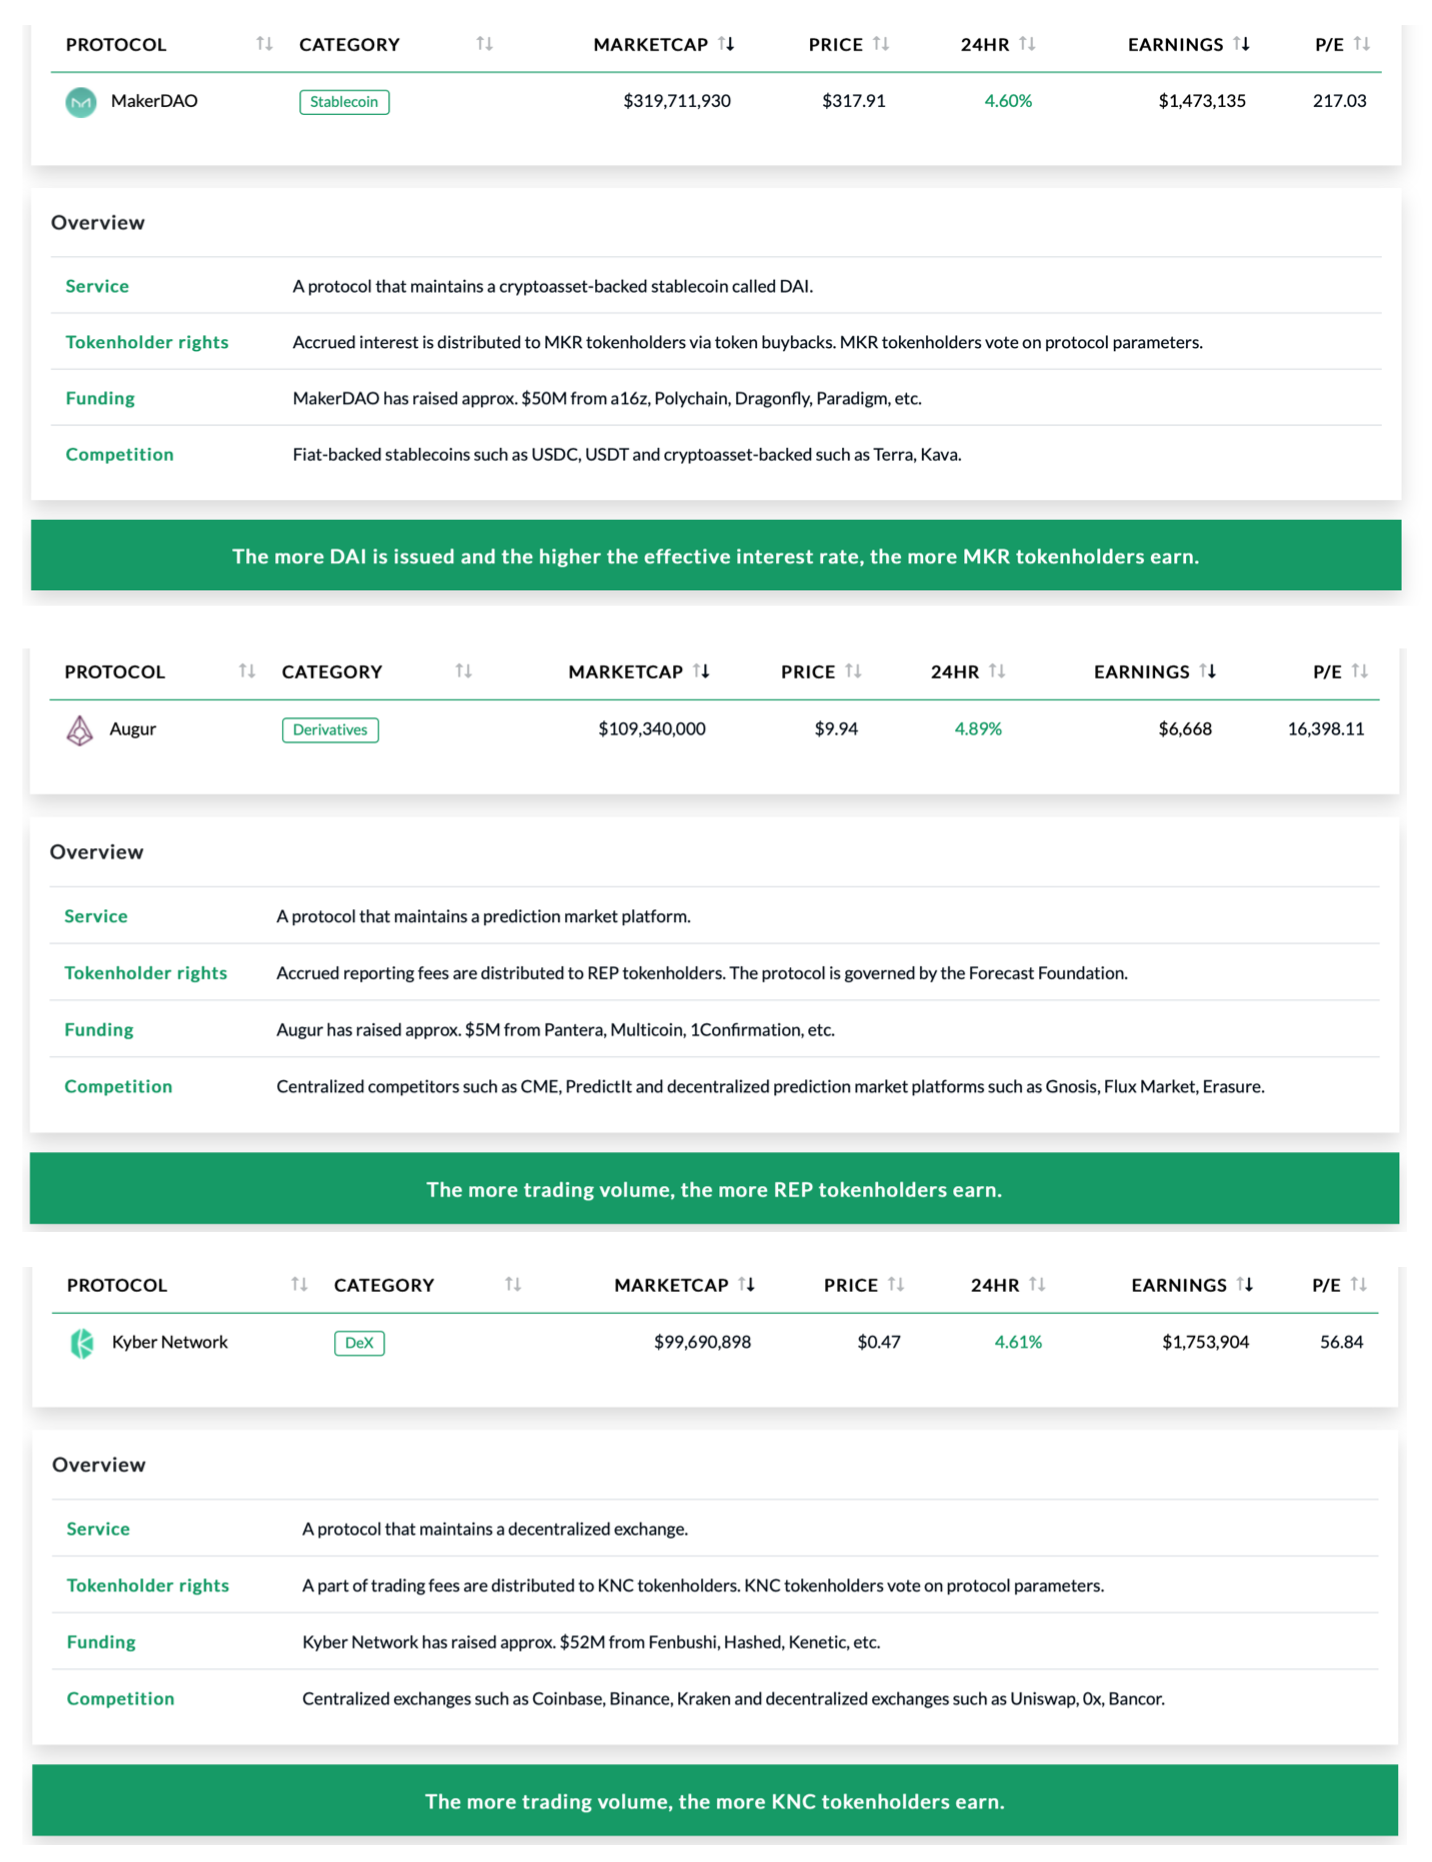 PROTOCOL CATEGORY MARKETCAP PRICE 24HR EARNINGS P/E
MakerDAO Stablecoin $319,711,930 $317.91 4.60% $1,473,135 217.03
Overview
Service A protocol that maintains a cryptoasset-backed stablecoin called DAI.
Tokenholder rights Accrued interest is distributed to MKR tokenholders via token buybacks. MKR tokenholders vote on protocol parameters.
Funding MakerDAO has raised approx. $50M from a16z, Polychain, Dragonfly, Paradigm, etc.
Competition Fiat-backed stablecoins such as USDC, USDT and cryptoasset-backed such as Terra, Kava.
The more DAI is issued and the higher the effective interest rate, the more MKR tokenholders earn.
PROTOCOL CATEGORY MARKETCAP PRICE 24HR EARNINGS P/E
Augur Derivatives $109,340,000 $9.94 4.89% $6,668 16,398.11
Overview
Service A protocol that maintains a prediction market platform.
Tokenholder rights Accrued reporting fees are distributed to REP tokenholders. The protocol is governed by the Forecast Foundation.
Funding Augur has raised approx. $5M from Pantera, Multicoin, 1Confirmation, etc.
Competition Centralized competitors such as CME, PredictIt and decentralized prediction market platforms such as Gnosis, Flux Market, Erasure.
The more trading volume, the more REP tokenholders earn.
PROTOCOL CATEGORY MARKETCAP PRICE 24HR EARNINGS P/E
Kyber Network DeX $99,690,898 $0.47 4.61% $1,753,904 56.84
Overview
Service A protocol that maintains a decentralized exchange.
Tokenholder rights A part of trading fees are distributed to KNC tokenholders. KNC tokenholders vote on protocol parameters.
Funding Kyber Network has raised approx. $52M from Fenbushi, Hashed, Kenetic, etc.
Competition Centralized exchanges such as Coinbase, Binance, Kraken and decentralized exchanges such as Uniswap, 0x, Bancor.
The more trading volume, the more KNC tokenholders earn.